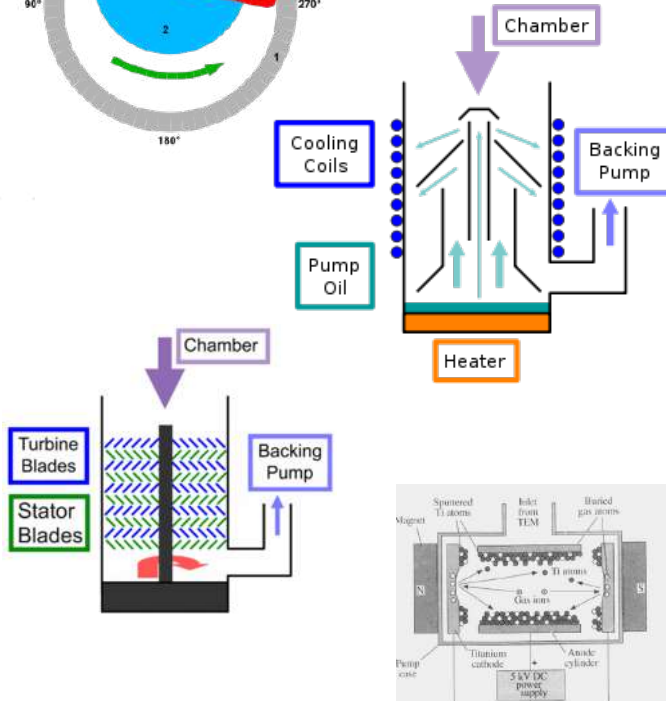 90°
270°
2
1
180°
Chamber
Cooling
Coils
Backing
Pump
Pump
Oil
Heater
Chamber
Turbine
Blades
Backing
Pump
Stator
Blades
Sputtered
Ti atoms
Inlet
from
TEM
Buried
gas atoms
Magnet
N
S
Ti atoms
Gas ions
Titanium
cathode
Anode
cylinder
Pump
case
+
5 kV DC
power
supply